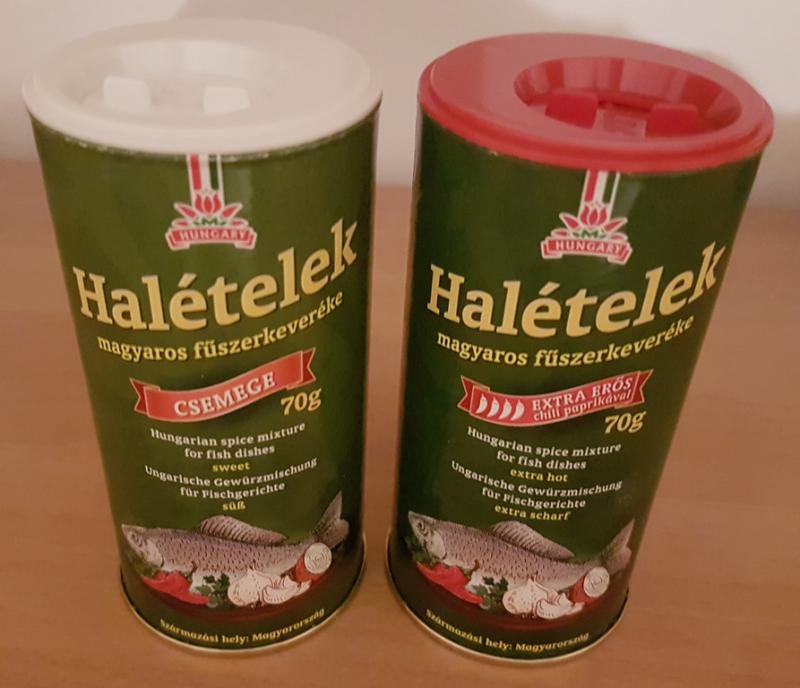 HUNGARY
Halételek
magyaros fűszerkeveréke
CSEMEGE
70g
Hungarian spice mixture
for fish dishes
sweet
Ungarische Gewürzmischung
für Fischgerichte
süß
Származási hely: Magyarország
HUNGARY
Halételek
magyaros fűszerkeveréke
EXTRA ERŐS
chili paprikával
70g
Hungarian spice mixture
for fish dishes
extra hot
Ungarische Gewürzmischung
für Fischgerichte
extra scharf
Származási hely: Magyarország